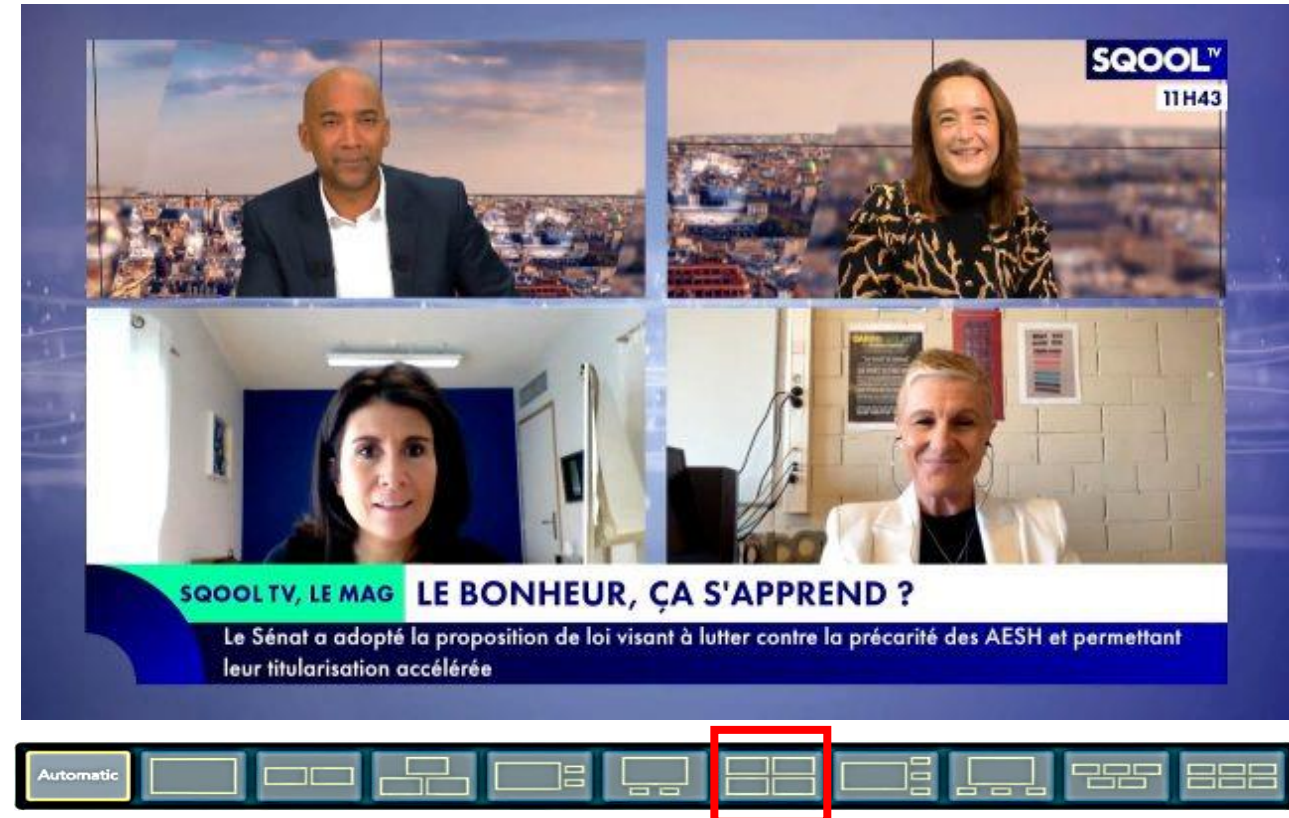 SQOOL TV
11H43
SQOOL TV, LE MAG
LE BONHEUR, ÇA S'APPREND ?
Le Sénat a adopté la proposition de loi visant à lutter contre la précarité des AESH et permettant
leur titularisation accélérée
Automatic